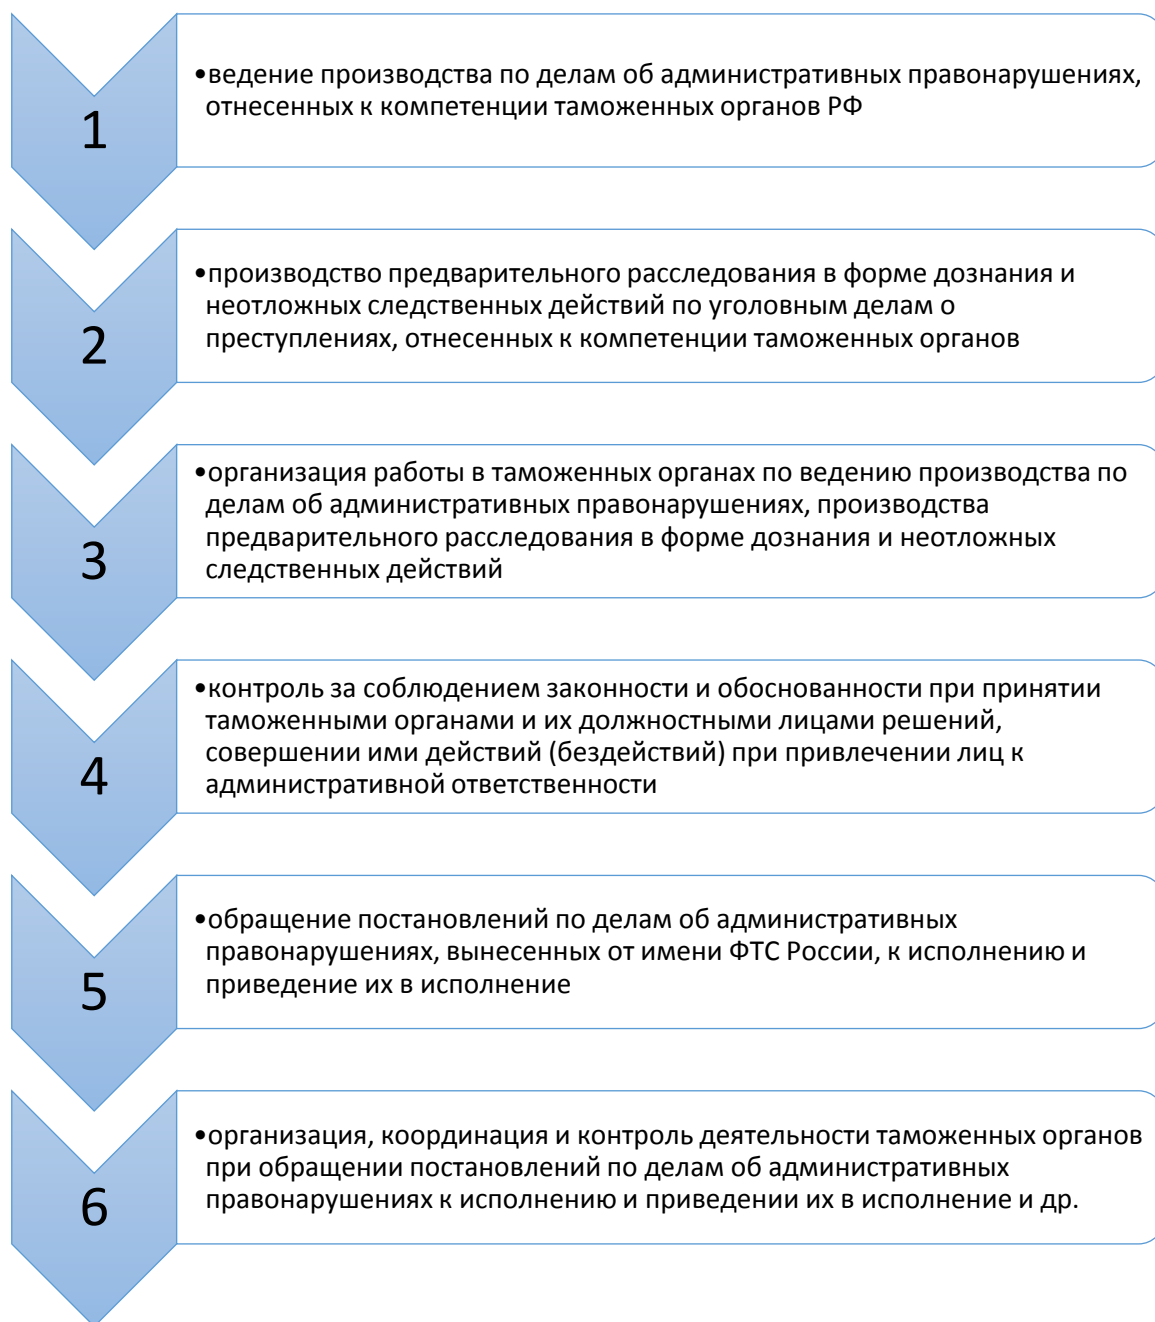 1
•ведение производства по делам об административных правонарушениях,
отнесенных к компетенции таможенных органов РФ
2
•производство предварительного расследования в форме дознания и
неотложных следственных действий по уголовным делам о
преступлениях, отнесенных к компетенции таможенных органов
3
•организация работы в таможенных органах по ведению производства по
делам об административных правонарушениях, производства
предварительного расследования в форме дознания и неотложных
следственных действий
4
•контроль за соблюдением законности и обоснованности при принятии
таможенными органами и их должностными лицами решений,
совершении ими действий (бездействий) при привлечении лиц к
административной ответственности
5
•обращение постановлений по делам об административных
правонарушениях, вынесенных от имени ФТС России, к исполнению и
приведение их в исполнение
6
•организация, координация и контроль деятельности таможенных органов
при обращении постановлений по делам об административных
правонарушениях к исполнению и приведении их в исполнение и др.